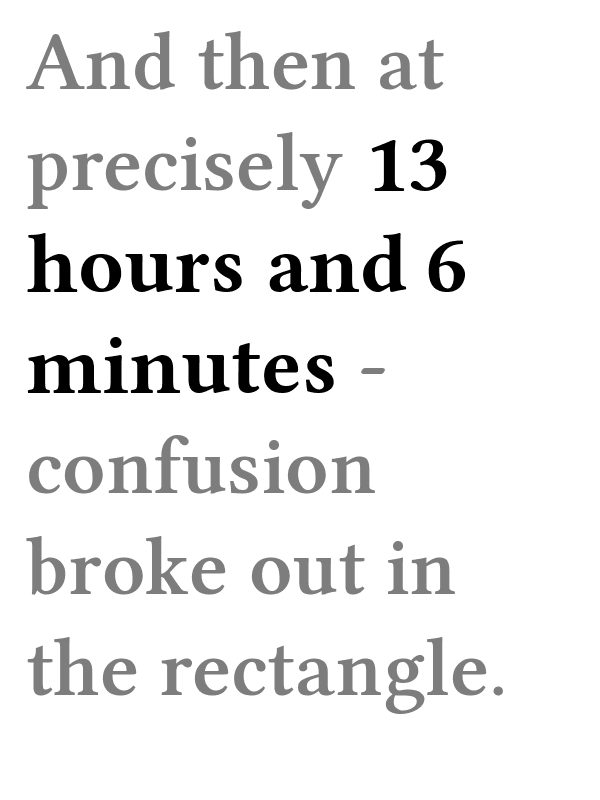 And then at
precisely 13
hours and 6
minutes -
confusion
broke out in
the rectangle.